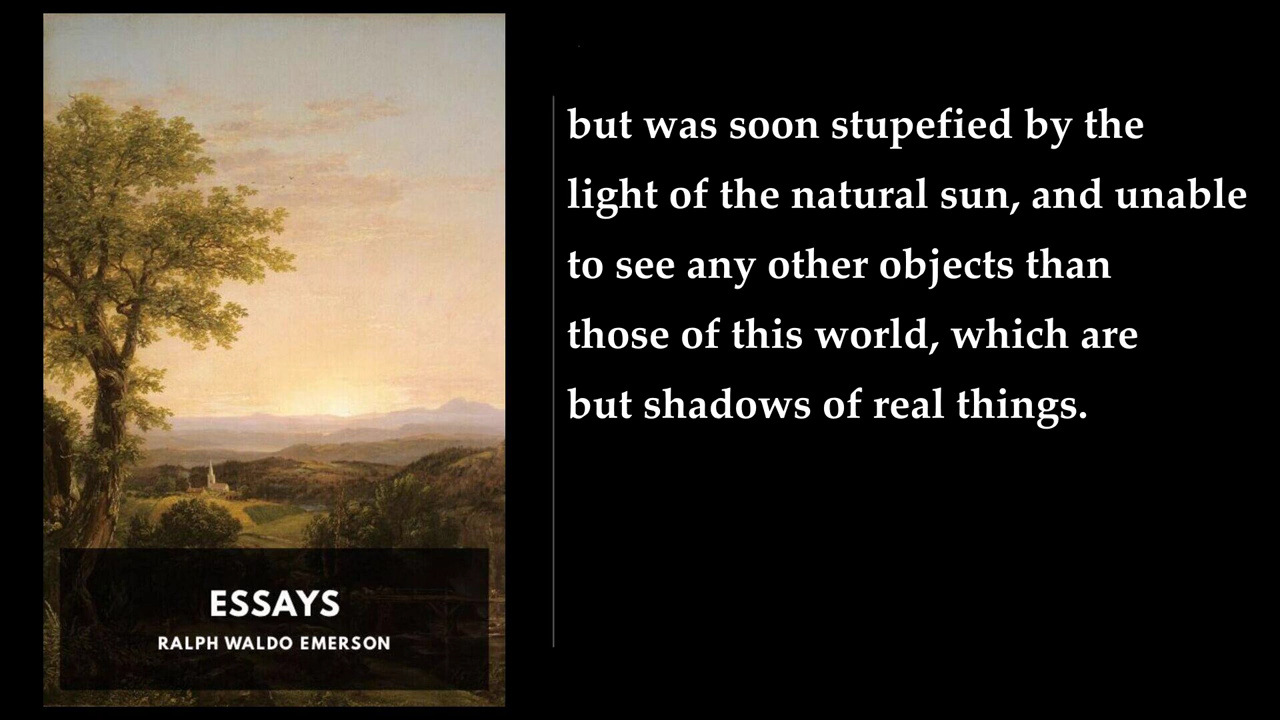 ESSAYS
RALPH WALDO EMERSON
but was soon stupefied by the
light of the natural sun, and unable
to see any other objects than
those of this world, which are
but shadows of real things.